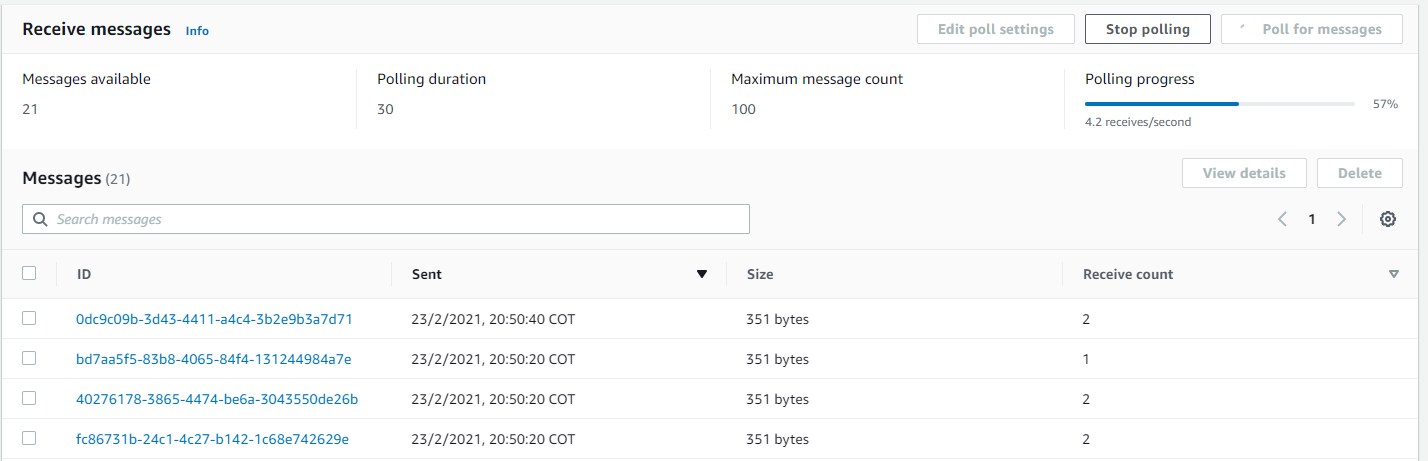 Receive messages Info Edit poll settings Stop polling Poll for messages
Messages available Polling duration Maximum message count Polling progress
21 30 100 57%
4.2 receives/second
Messages (21) View details Delete
Search messages 1
ID Sent Size Receive count
0dc9c09b-3d43-4411-a4c4-3b2e9b3a7d71 23/2/2021, 20:50:40 COT 351 bytes 2
bd7aa5f5-83b8-4065-84f4-131244984a7e 23/2/2021, 20:50:20 COT 351 bytes 1
40276178-3865-4474-be6a-3043550de26b 23/2/2021, 20:50:20 COT 351 bytes 2
fc86731b-24c1-4c27-b142-1c68e742629e 23/2/2021, 20:50:20 COT 351 bytes 2